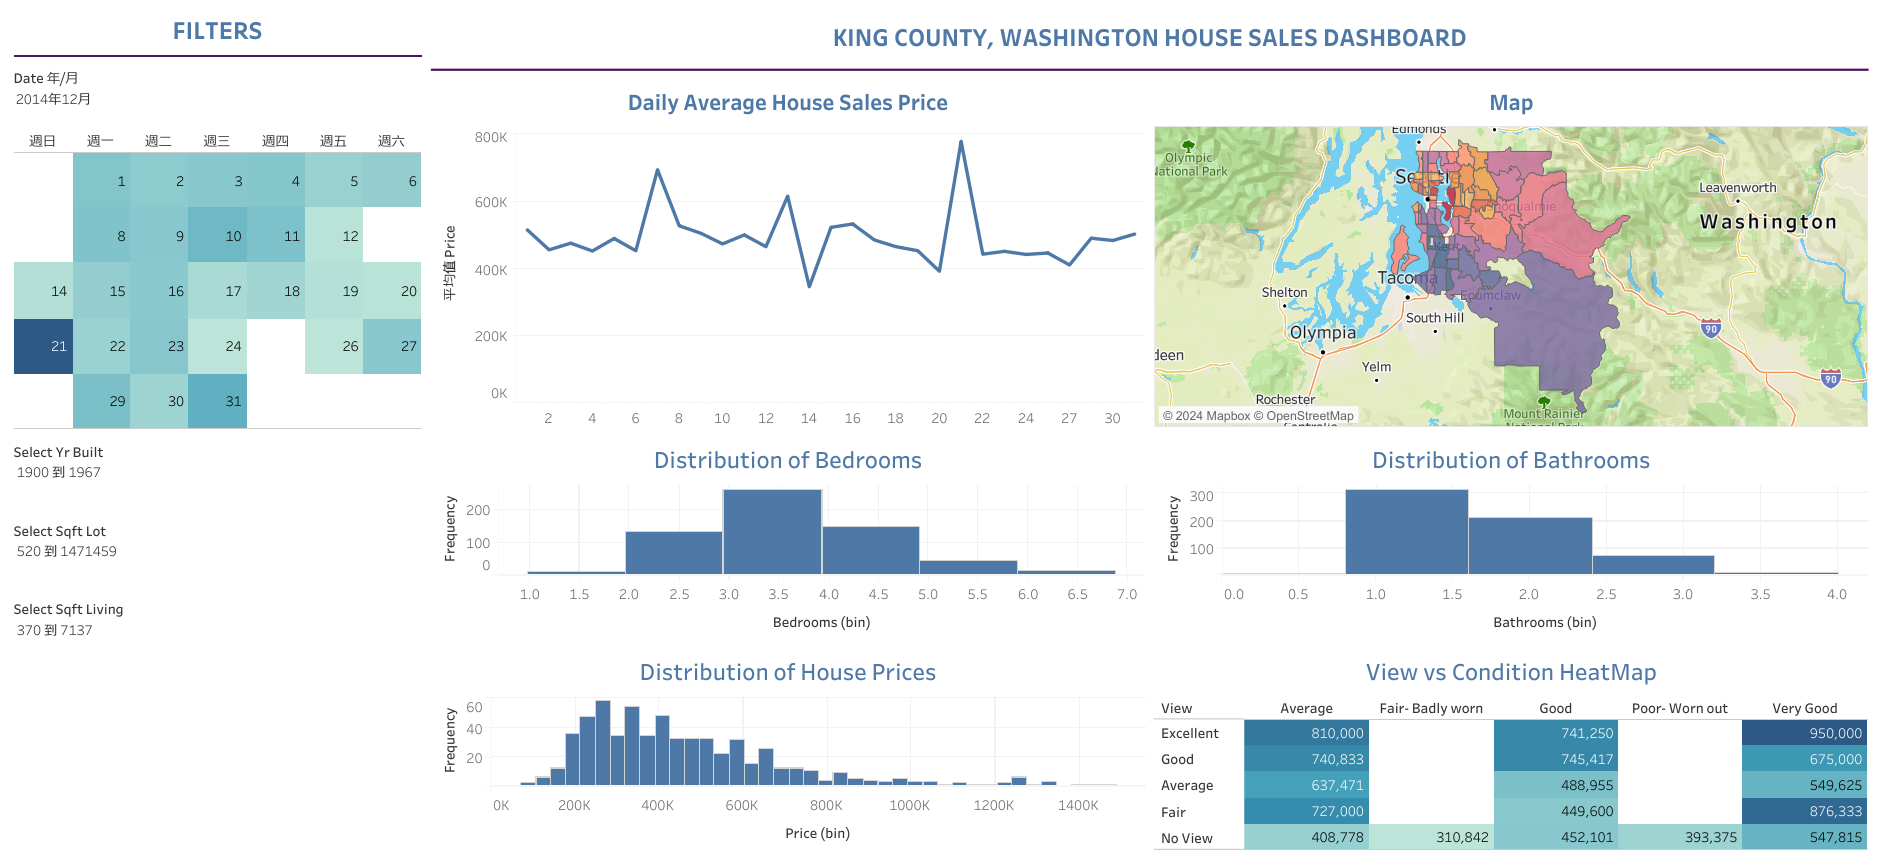 FILTERS
KING COUNTY, WASHINGTON HOUSE SALES DASHBOARD
Date 年/月
2014年12月
週日 週一 週二 週三 週四 週五 週六
1 2 3 4 5 6
8 9 10 11 12
14 15 16 17 18 19 20
21 22 23 24 26 27
29 30 31
Select Yr Built
1900 到 1967
Select Sqft Lot
520 到 1471459
Select Sqft Living
370 到 7137
Daily Average House Sales Price
平均值 Price
800K
600K
400K
200K
0K
2 4 6 8 10 12 14 16 18 20 22 24 27 30
Map
Edmonds
Olympic
National Park
Leavenworth
Washington
Tacoma
Enumclaw
Shelton
South Hill
Olympia
90
Yelm
90
Rochester
Mount Rainier
National Park
Centralia
© 2024 Mapbox © OpenStreetMap
Distribution of Bedrooms
Frequency
200
100
0
1.0 1.5 2.0 2.5 3.0 3.5 4.0 4.5 5.0 5.5 6.0 6.5 7.0
Bedrooms (bin)
Distribution of Bathrooms
Frequency
300
200
100
0.0 0.5 1.0 1.5 2.0 2.5 3.0 3.5 4.0
Bathrooms (bin)
Distribution of House Prices
Frequency
60
40
20
0K 200K 400K 600K 800K 1000K 1200K 1400K
Price (bin)
View vs Condition HeatMap
View Average Fair- Badly worn Good Poor- Worn out Very Good
Excellent 810,000 741,250 950,000
Good 740,833 745,417 675,000
Average 637,471 488,955 549,625
Fair 727,000 449,600 876,333
No View 408,778 310,842 452,101 393,375 547,815